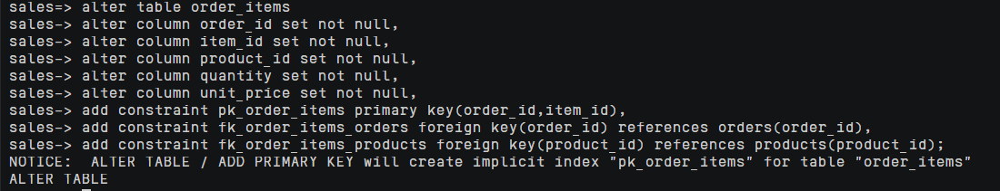 sales=> alter table order_items
sales-> alter column order_id set not null,
sales-> alter column item_id set not null,
sales-> alter column product_id set not null,
sales-> alter column quantity set not null,
sales-> alter column unit_price set not null,
sales-> add constraint pk_order_items primary key(order_id,item_id),
sales-> add constraint fk_order_items_orders foreign key(order_id) references orders(order_id),
sales-> add constraint fk_order_items_products foreign key(product_id) references products(product_id);
NOTICE:  ALTER TABLE / ADD PRIMARY KEY will create implicit index "pk_order_items" for table "order_items"
ALTER TABLE